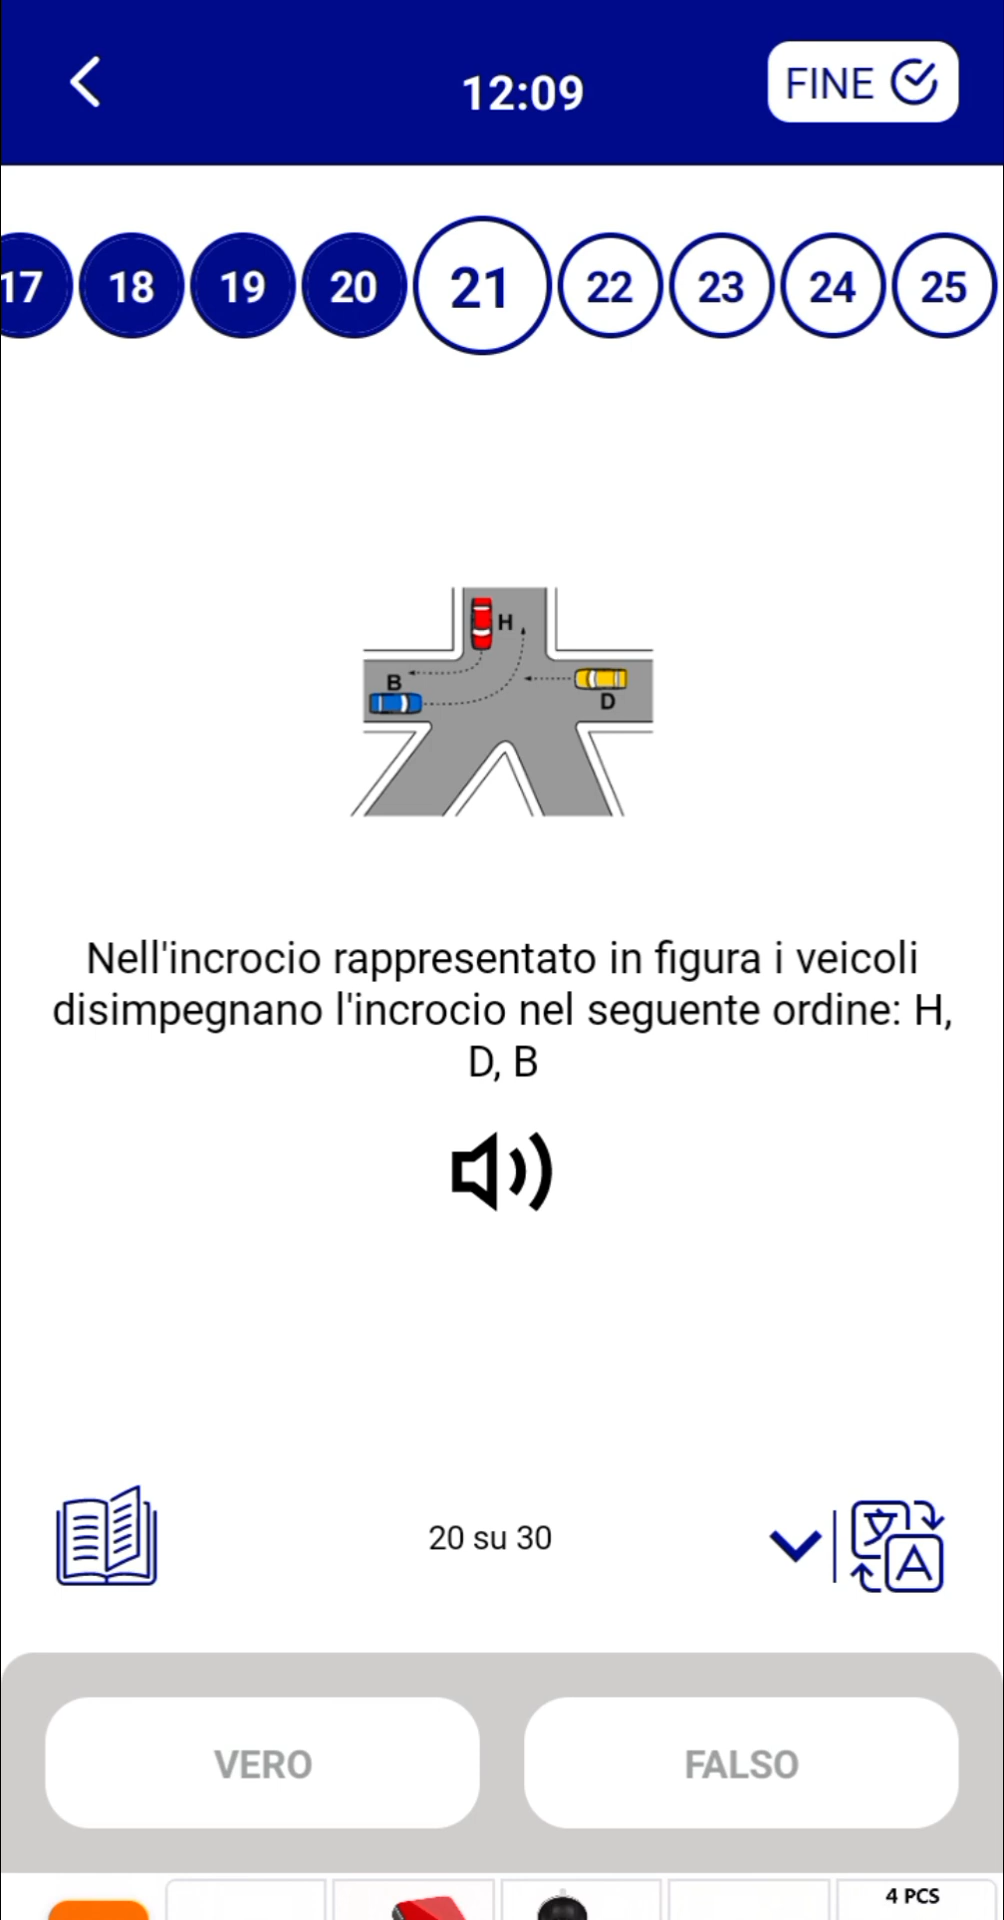 12:09
FINE
17 18 19 20 21 22 23 24 25
H
B
D
Nell'incrocio rappresentato in figura i veicoli
disimpegnano l'incrocio nel seguente ordine: H,
D, B
20 su 30
文
A
VERO
FALSO
4 PCS